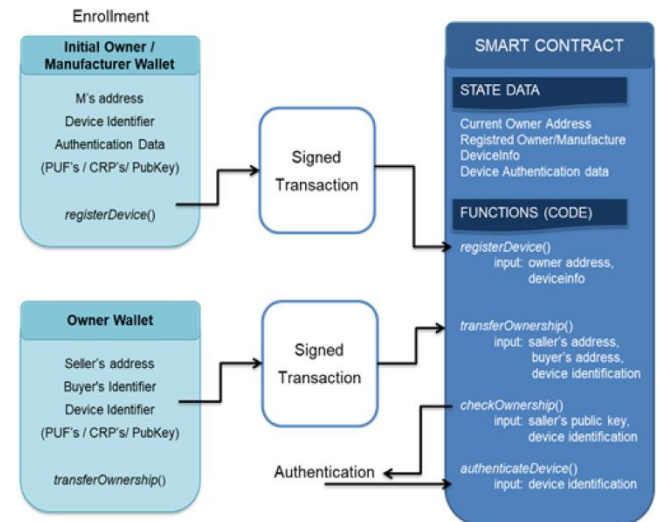 Enrollment
Initial Owner /
Manufacturer Wallet
M's address
Device Identifier
Authentication Data
(PUF's / CRP's/ PubKey)
registerDevice()
Signed
Transaction
Owner Wallet
Seller's address
Buyer's Identifier
Device Identifier
(PUF's / CRP's/ PubKey)
transferOwnership()
Signed
Transaction
Authentication
SMART CONTRACT
STATE DATA
Current Owner Address
Registred Owner/Manufacture
DeviceInfo
Device Authentication data
FUNCTIONS (CODE)
registerDevice()
input: owner address,
deviceinfo
transferOwnership()
input: saller's address,
buyer's address,
device identification
checkOwnership()
input: saller's public key,
device identification
authenticateDevice()
input: device identification